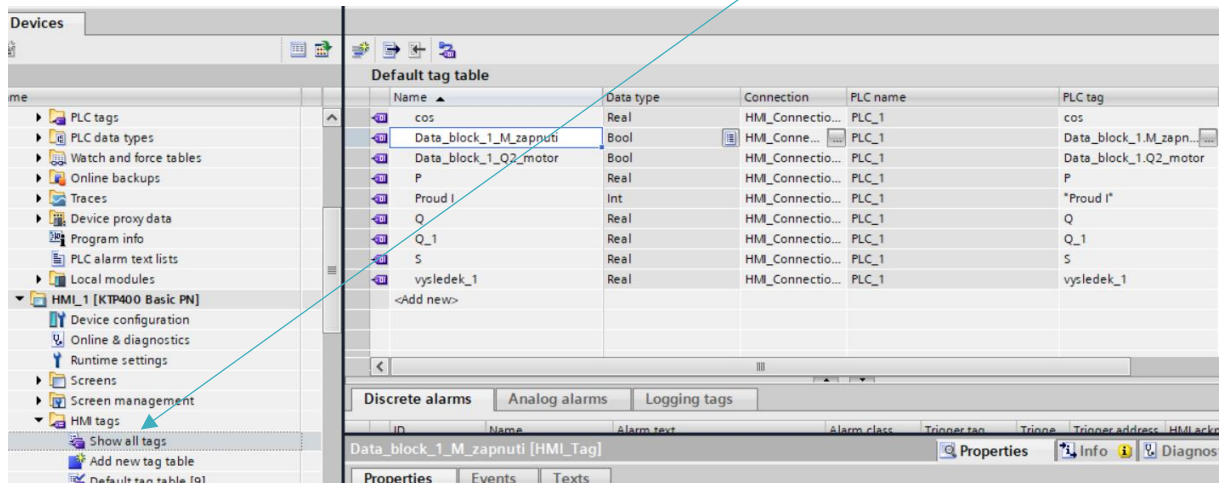 Devices
Default tag table
me
Name Data type Connection PLC name PLC tag
PLC tags
PLC data types
Watch and force tables
Online backups
Traces
Device proxy data
Program info
PLC alarm text lists
Local modules
HMI_1 [KTP400 Basic PN]
Device configuration
Online & diagnostics
Runtime settings
Screens
Screen management
HMI tags
Show all tags
Add new tag table
Default tag table [9]
cos Real HMI_Connectio... PLC_1 cos
Data_block_1_M_zapnuti Bool HMI_Conne... ... PLC_1 Data_block_1.M_zapn... ...
Data_block_1_Q2_motor Bool HMI_Connectio... PLC_1 Data_block_1.Q2_motor
P Real HMI_Connectio... PLC_1 P
Proud I Int HMI_Connectio... PLC_1 "Proud I"
Q Real HMI_Connectio... PLC_1 Q
Q_1 Real HMI_Connectio... PLC_1 Q_1
S Real HMI_Connectio... PLC_1 S
vysledek_1 Real HMI_Connectio... PLC_1 vysledek_1
<Add new>
Discrete alarms Analog alarms Logging tags
ID Name Alarm text Alarm class Trigger tag Trigge Trigger address HMI ackn
Data_block_1_M_zapnuti [HMI_Tag] Properties Info Diagnos
Properties Events Texts